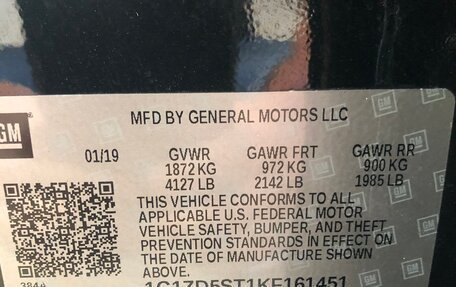 MFD BY GENERAL MOTORS LLC
GM
01/19 GVWR GAWR FRT GAWR RR
1872 KG 972 KG 900 KG
4127 LB 2142 LB 1985 LB
THIS VEHICLE CONFORMS TO ALL
APPLICABLE U.S. FEDERAL MOTOR
VEHICLE SAFETY, BUMPER, AND THEFT
PREVENTION STANDARDS IN EFFECT
ON THE DATE OF MANUFACTURE
1G1ZD5ST1KF161451